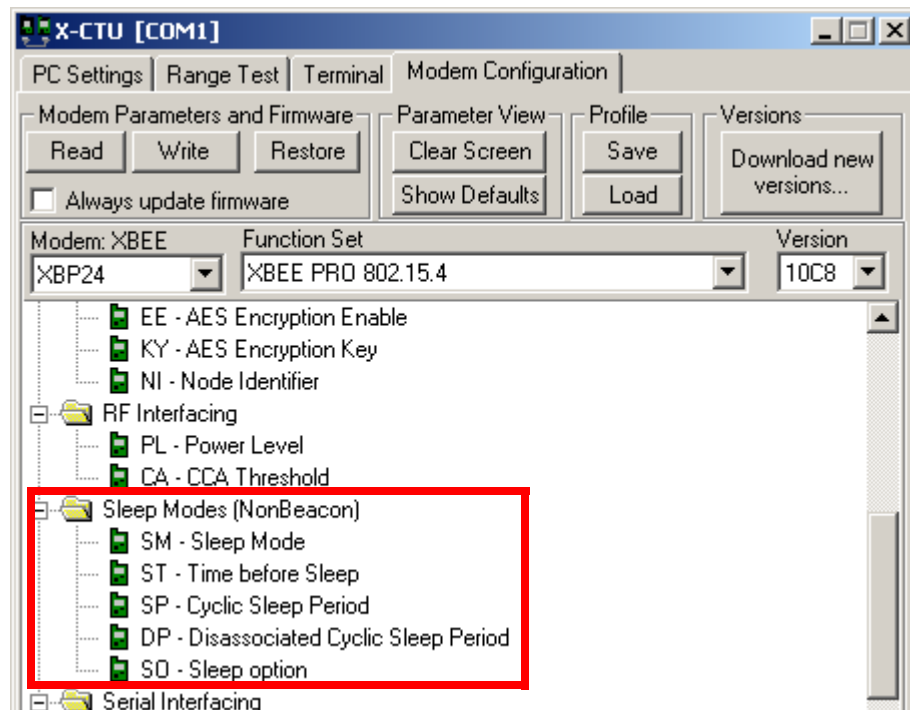 X-CTU [COM1]
PC Settings Range Test Terminal Modem Configuration
Modem Parameters and Firmware Parameter View Profile Versions
Read Write Restore Clear Screen Save Download new versions...
Always update firmware Show Defaults Load
Modem: XBEE Function Set Version
XBP24 XBEE PRO 802.15.4 10C8
EE - AES Encryption Enable
KY - AES Encryption Key
NI - Node Identifier
RF Interfacing
PL - Power Level
CA - CCA Threshold
Sleep Modes (NonBeacon)
SM - Sleep Mode
ST - Time before Sleep
SP - Cyclic Sleep Period
DP - Disassociated Cyclic Sleep Period
SO - Sleep option
Serial Interfacing